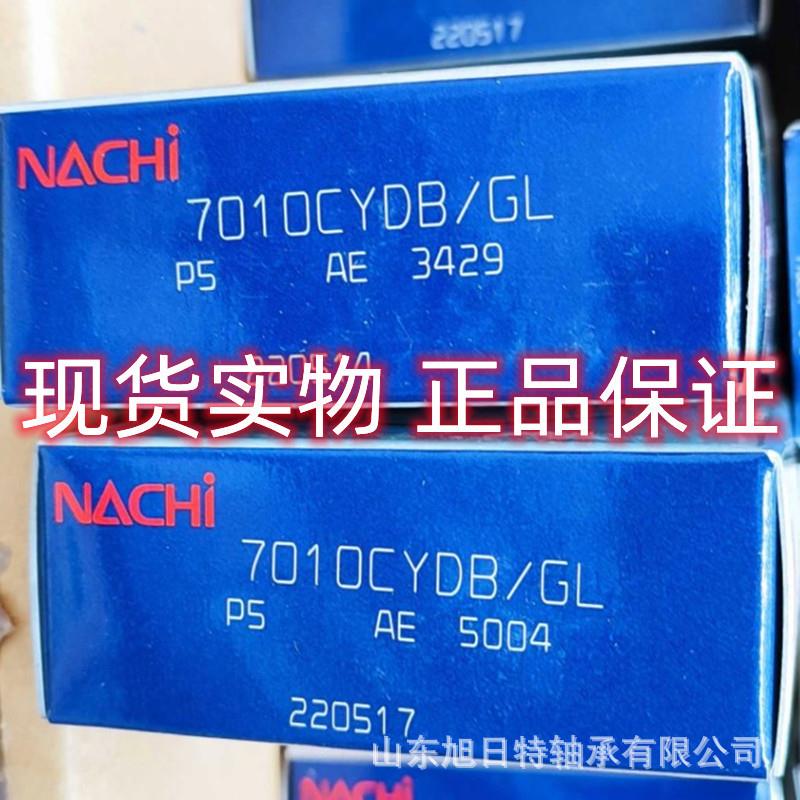 220517
NACHi
7010CYDB/GL
P5 AE 3429
现货实物 正品保证
NACHi
7010CYDB/GL
P5 AE 5004
220517
山东旭日特轴承有限公司
NACHi